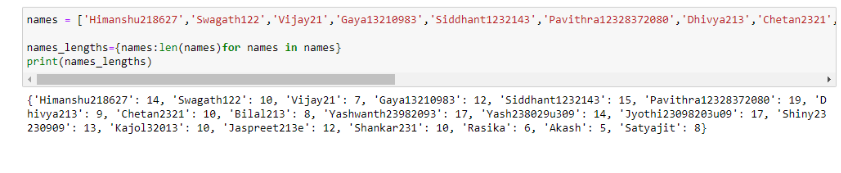 names = ['Himanshu218627','Swagath122','Vijay21','Gaya13210983','Siddhant1232143','Pavithra12328372080','Dhivya213','Chetan2321',
names_lengths={names:len(names)for names in names}
print(names_lengths)
{'Himanshu218627': 14, 'Swagath122': 10, 'Vijay21': 7, 'Gaya13210983': 12, 'Siddhant1232143': 15, 'Pavithra12328372080': 19, 'D
hivya213': 9, 'Chetan2321': 10, 'Bilal213': 8, 'Yashwanth23982093': 17, 'Yash238029u309': 14, 'Jyothi23098203u09': 17, 'Shiny23
230909': 13, 'Kajol32013': 10, 'Jaspreet213e': 12, 'Shankar231': 10, 'Rasika': 6, 'Akash': 5, 'Satyajit': 8}